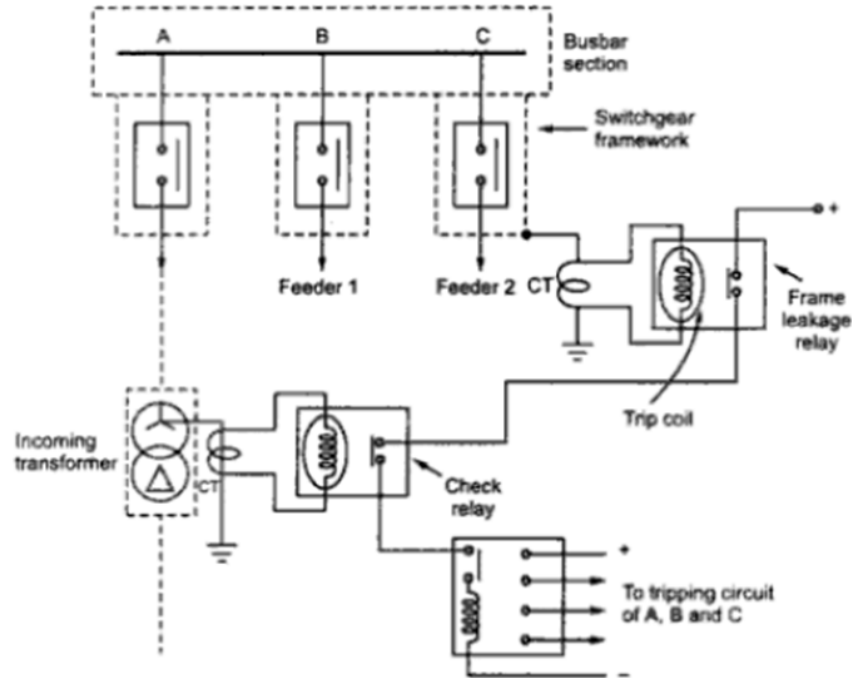 A
B
C
Busbar
section
Switchgear
framework
+
Feeder 1
Feeder 2
CT
Frame
leakage
relay
Trip coil
Incoming
transformer
CT
Check
relay
+
To tripping circuit
of A, B and C
−